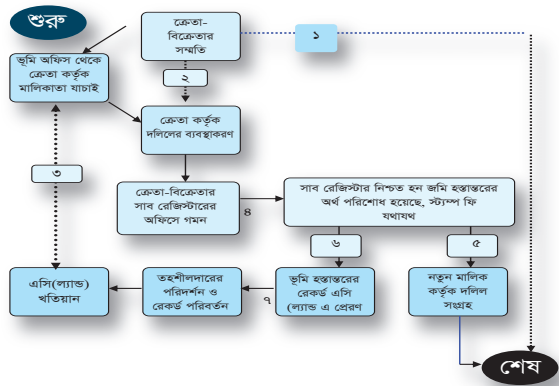 শুরু
ক্রেতা-
বিক্রেতার
সম্মতি
১
ভূমি অফিস থেকে
ক্রেতা কর্তৃক
মালিকাতা যাচাই
২
ক্রেতা কর্তৃক
দলিলের ব্যবস্থাকরণ
৩
ক্রেতা-বিক্রেতার
সাব রেজিস্টারের
অফিসে গমন
৪
সাব রেজিস্টার নিশ্চত হন জমি হস্তান্তরের
অর্থ পরিশোধ হয়েছে, স্ট্যাম্প ফি
যথাযথ
৬
৫
এসি(ল্যান্ড)
খতিয়ান
তহশীলদারের
পরিদর্শন ও
রেকর্ড পরিবর্তন
৭
ভূমি হস্তান্তরের
রেকর্ড এসি
(ল্যান্ড এ প্রেরণ
নতুন মালিক
কর্তৃক দলিল
সংগ্রহ
শেষ